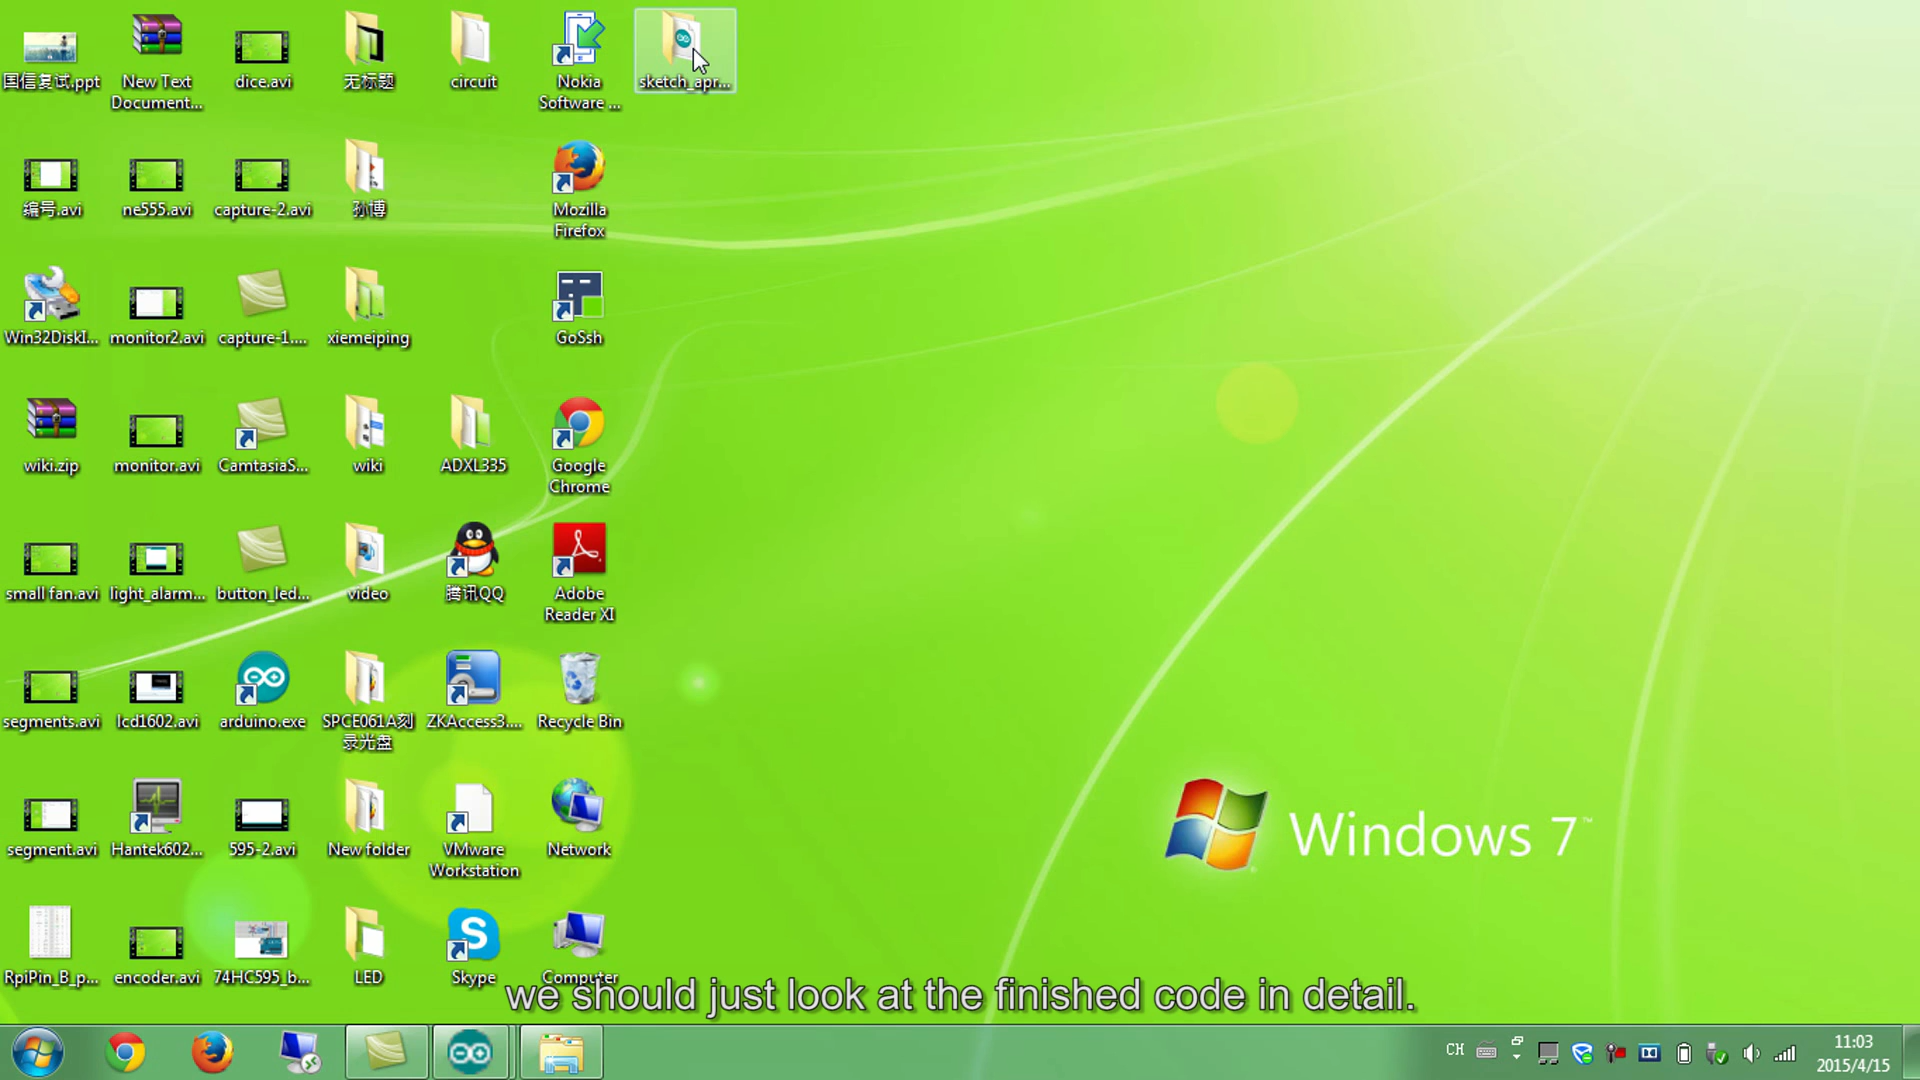 国信复试.ppt
New Text
Document...
dice.avi
无标题
circuit
Nokia
Software ...
sketch_apr...
编号.avi
ne555.avi
capture-2.avi
孙博
Mozilla
Firefox
Win32DiskI...
monitor2.avi
capture-1....
xiemeiping
GoSsh
wiki.zip
monitor.avi
CamtasiaS...
wiki
ADXL335
Google
Chrome
small fan.avi
light_alarm...
button_led...
video
腾讯QQ
Adobe
Reader XI
segments.avi
lcd1602.avi
arduino.exe
SPCE061A刻
录光盘
ZKAccess3....
Recycle Bin
segment.avi
Hantek602...
595-2.avi
New folder
VMware
Workstation
Network
Windows 7™
RpiPin_B_p...
encoder.avi
74HC595_b...
LED
Skype
Computer
we should just look at the finished code in detail.
CH
11:03
2015/4/15